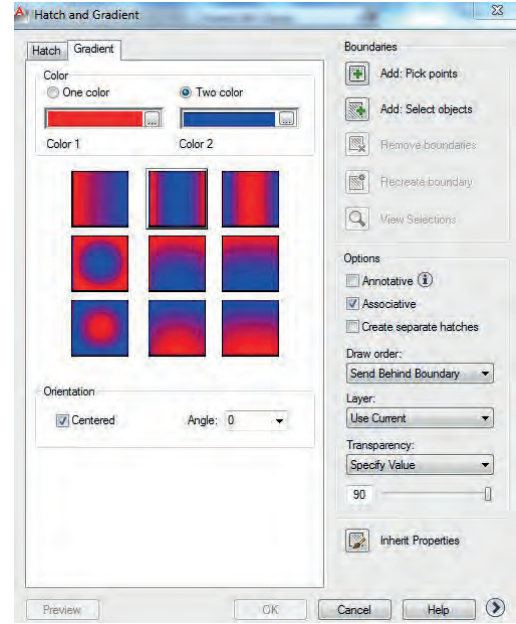 Hatch and Gradient
Hatch Gradient
Color
One color
Two color
Color 1
Color 2
Orientation
Centered
Angle: 0
Boundaries
Add: Pick points
Add: Select objects
Remove boundaries
Recreate boundary
View Selections
Options
Annotative
Associative
Create separate hatches
Draw order:
Send Behind Boundary
Layer:
Use Current
Transparency:
Specify Value
90
Inherit Properties
Preview
OK
Cancel
Help